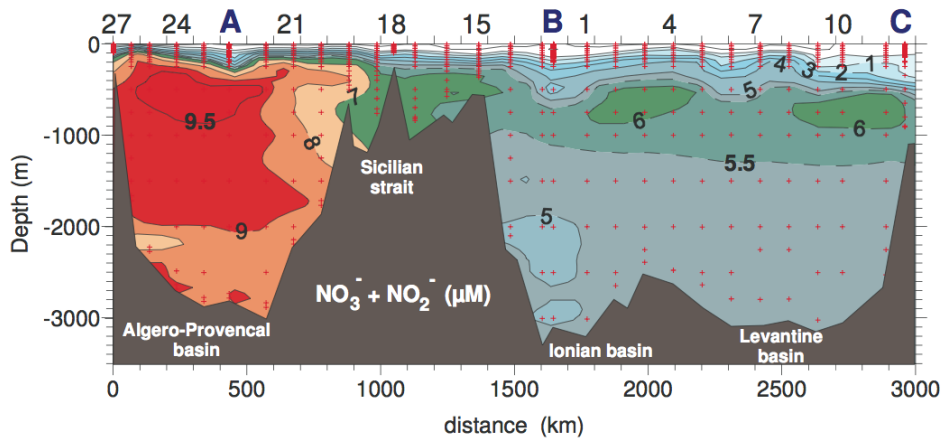 27 24 A 21 18 15 B 1 4 7 10 C
0
-1000
-2000
-3000
Depth (m)
9.5
8
9
7
Sicilian
strait
5
4
3
2
1
6
6
5.5
5
NO₃⁻ + NO₂⁻ (µM)
Algero-Provencal
basin
Ionian basin
Levantine
basin
0 500 1000 1500 2000 2500 3000
distance (km)